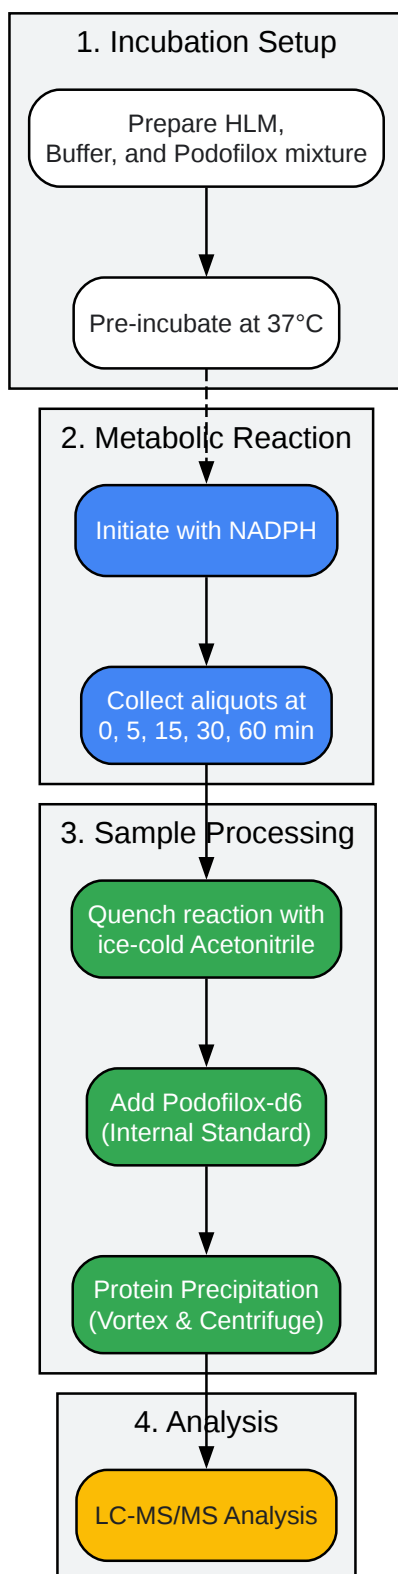 1. Incubation Setup
Prepare HLM,
Buffer, and Podofilox mixture
Pre-incubate at 37°C
2. Metabolic Reaction
Initiate with NADPH
Collect aliquots at
0, 5, 15, 30, 60 min
3. Sample Processing
Quench reaction with
ice-cold Acetonitrile
Add Podofilox-d6
(Internal Standard)
Protein Precipitation
(Vortex & Centrifuge)
4. Analysis
LC-MS/MS Analysis